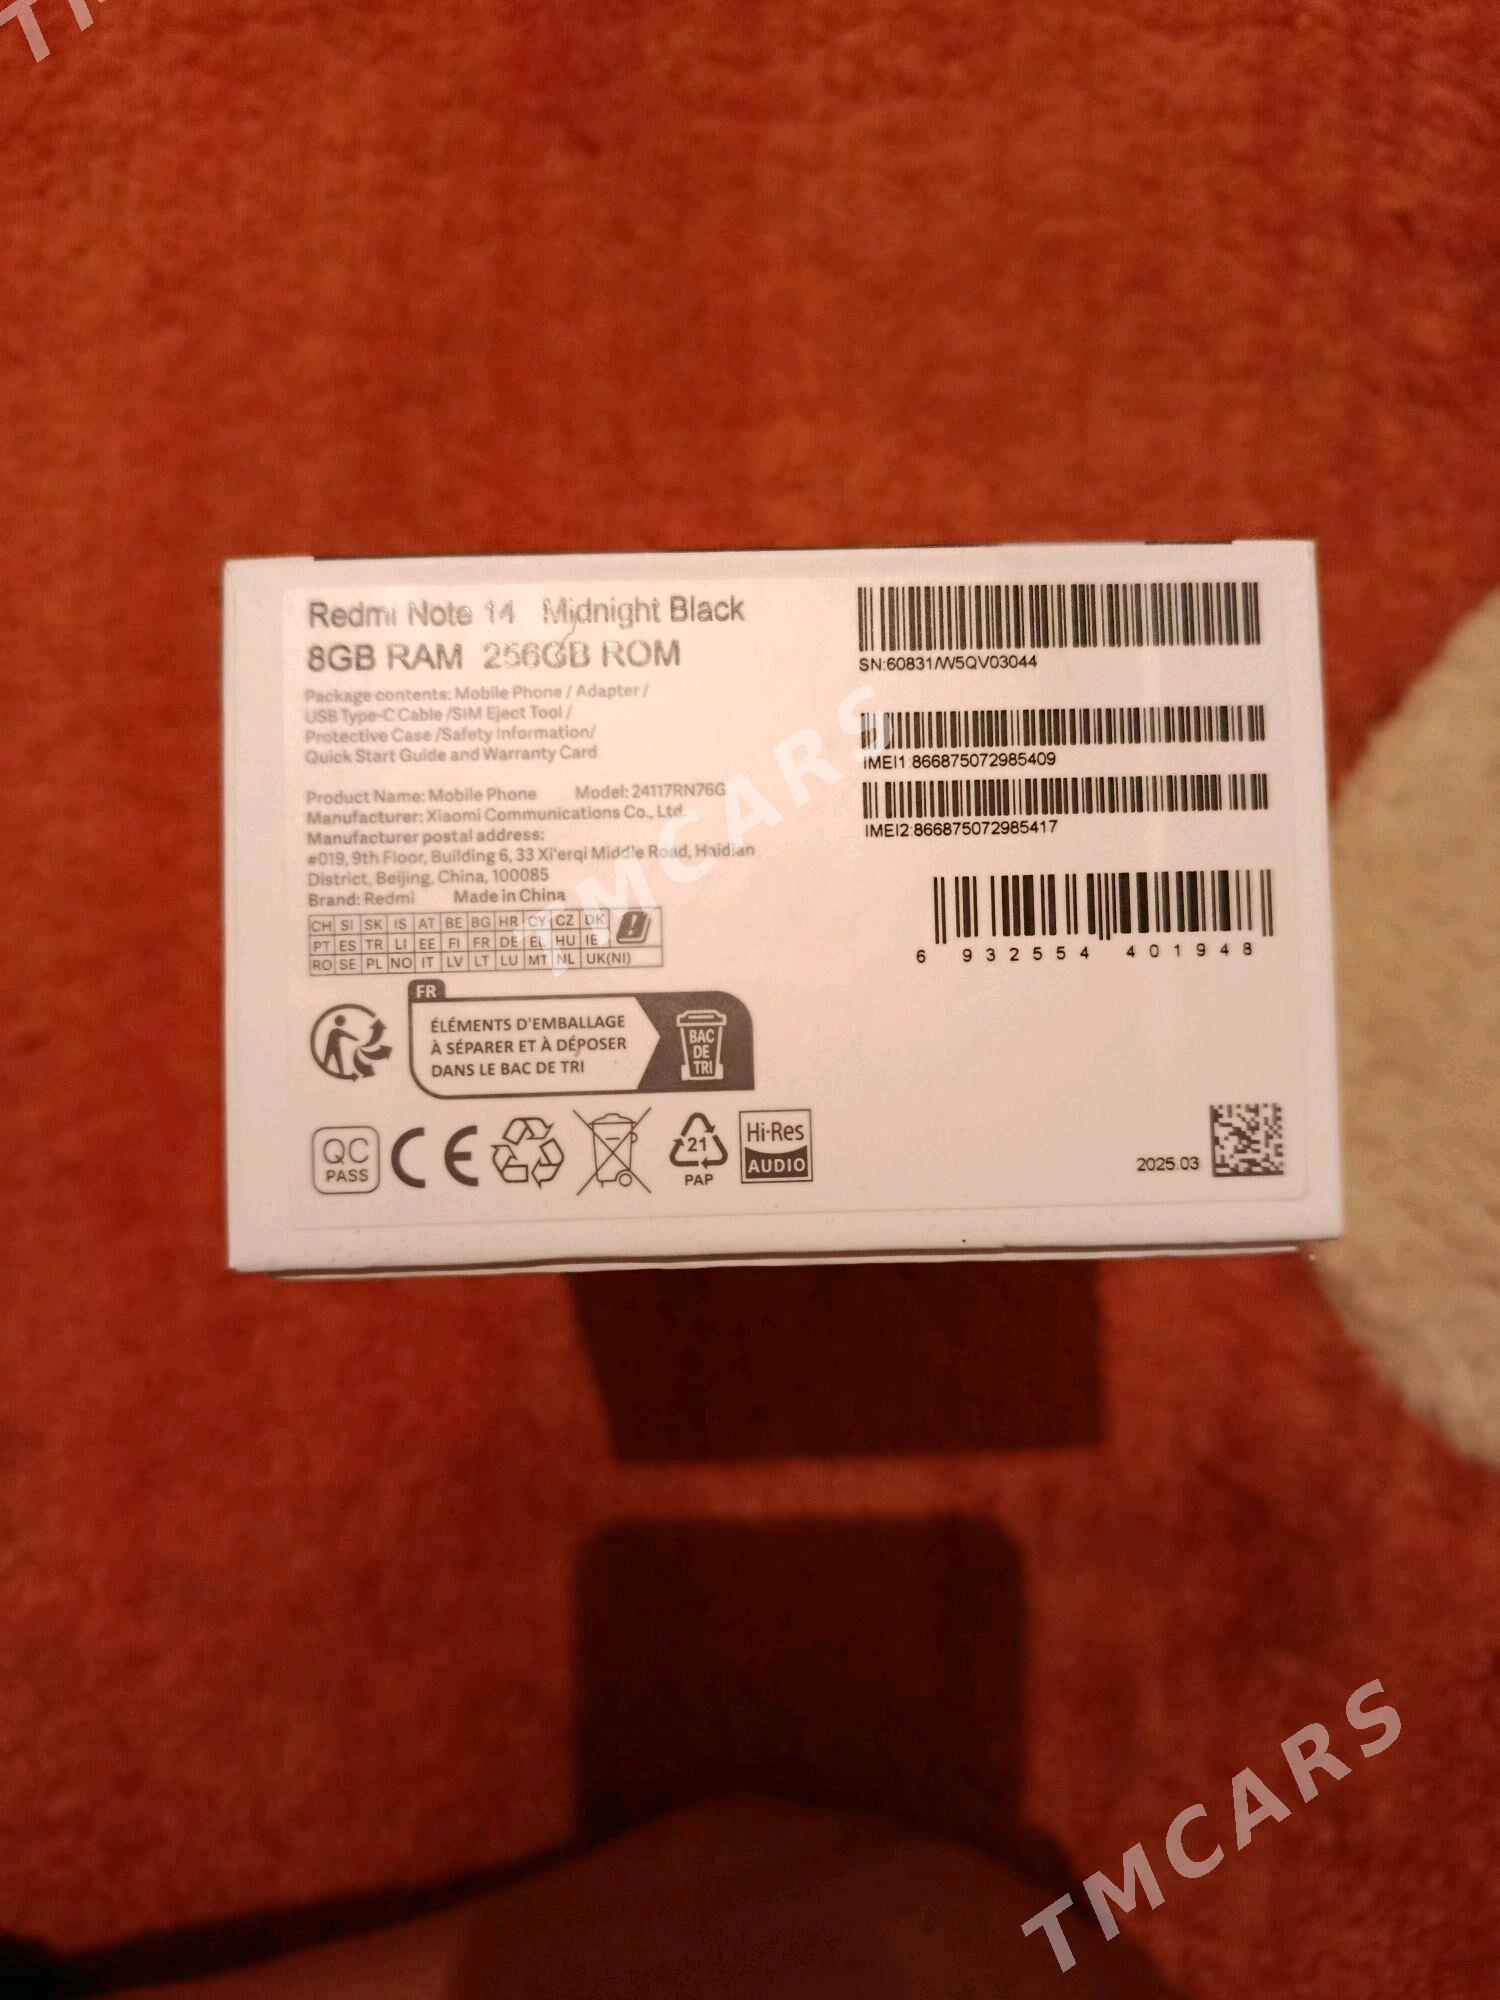 Redmi Note 14 Midnight Black
8GB RAM 256GB ROM
Package contents: Mobile Phone / Adapter /
USB Type-C Cable /SIM Eject Tool /
Protective Case /Safety Information/
Quick Start Guide and Warranty Card
Product Name: Mobile Phone Model: 24117RN76G
Manufacturer: Xiaomi Communications Co., Ltd.
Manufacturer postal address:
#019, 9th Floor, Building 6, 33 Xi'erqi Middle Road, Haidian
District, Beijing, China, 100085
Brand: Redmi Made in China
CH SI SK IS AT BE BG HR CY CZ DK
PT ES TR LI EE FI FR DE EL HU IE
RO SE PL NO IT LV LT LU MT NL UK(NI)
FR
ÉLÉMENTS D'EMBALLAGE
À SÉPARER ET À DÉPOSER
DANS LE BAC DE TRI
BAC
DE
TRI
QC
PASS
CE
21
PAP
Hi-Res
AUDIO
SN:60831/W5QV03044
IMEI1:866875072985409
IMEI2:866875072985417
6 932554 401948
2025.03
TMCARS
TMCARS